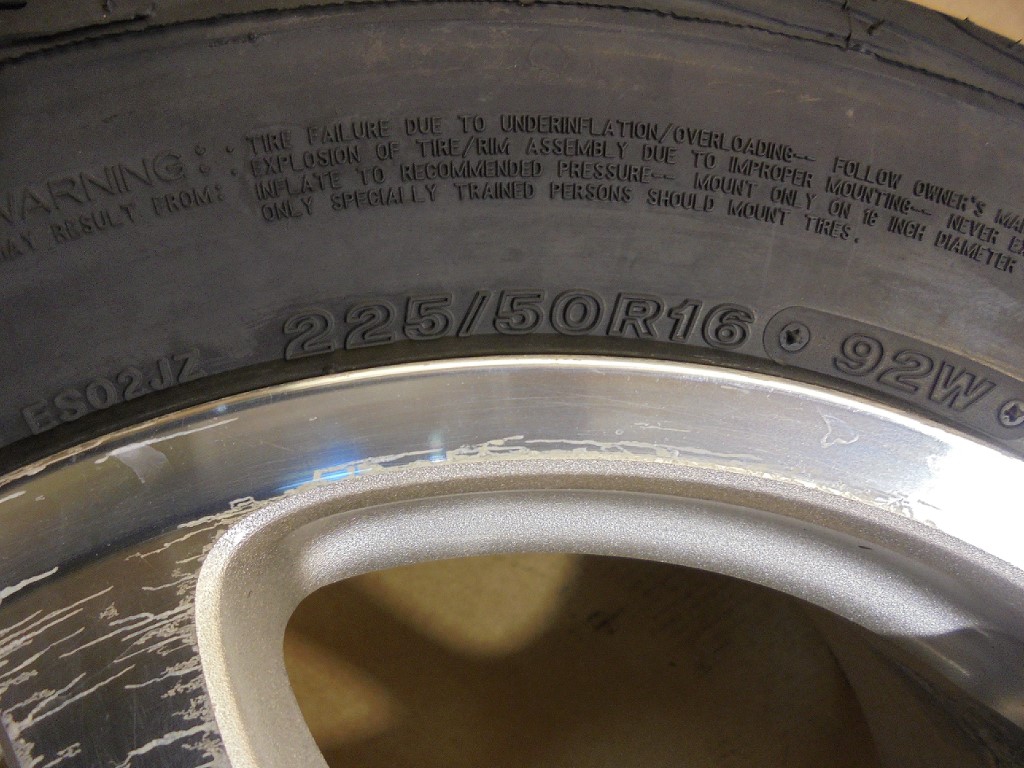 WARNING:
MAY RESULT FROM:
TIRE FAILURE DUE TO UNDERINFLATION/OVERLOADING-- FOLLOW OWNER'S
EXPLOSION OF TIRE/RIM ASSEMBLY DUE TO IMPROPER MOUNTING-- NEVER
INFLATE TO RECOMMENDED PRESSURE-- MOUNT ONLY ON 16 INCH DIAMETER
ONLY SPECIALLY TRAINED PERSONS SHOULD MOUNT TIRES.
225/50R16 92W
ES02JZ